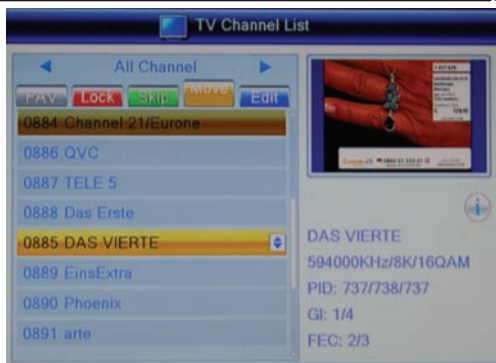 TV Channel List
All Channel
FAV Lock Skip Move Edit
0884 Channel 21/Eurone
0886 QVC
0887 TELE 5
0888 Das Erste
0885 DAS VIERTE
0889 EinsExtra
0890 Phoenix
0891 arte
DAS VIERTE
594000KHz/8K/16QAM
PID: 737/738/737
GI: 1/4
FEC: 2/3